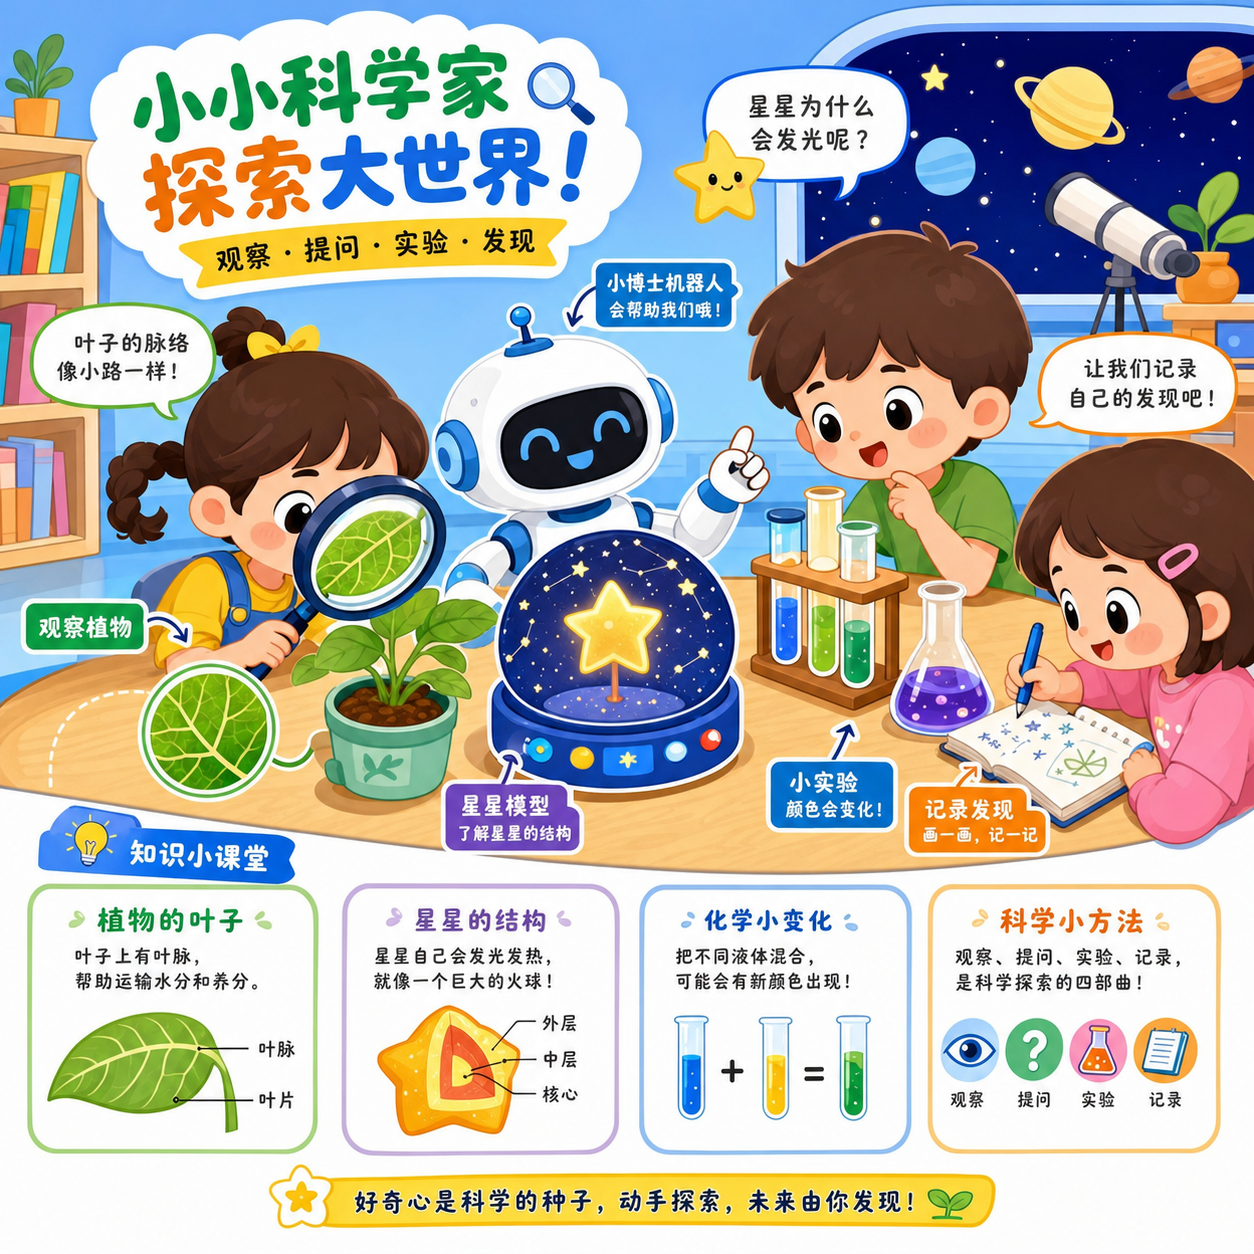 小小科学家
探索大世界！
观察·提问·实验·发现
星星为什么
会发光呢？
小博士机器人
会帮助我们哦！
叶子的脉络
像小路一样！
让我们记录
自己的发现吧！
观察植物
星星模型
了解星星的结构
小实验
颜色会变化！
记录发现
画一画，记一记
知识小课堂
植物的叶子
叶子上有叶脉，
帮助运输水分和养分。
叶脉
叶片
星星的结构
星星自己会发光发热，
就像一个巨大的火球！
外层
中层
核心
化学小变化
把不同液体混合，
可能会有新颜色出现！
+ =
科学小方法
观察、提问、实验、记录，
是科学探索的四部曲！
?
观察 提问 实验 记录
好奇心是科学的种子，动手探索，未来由你发现！